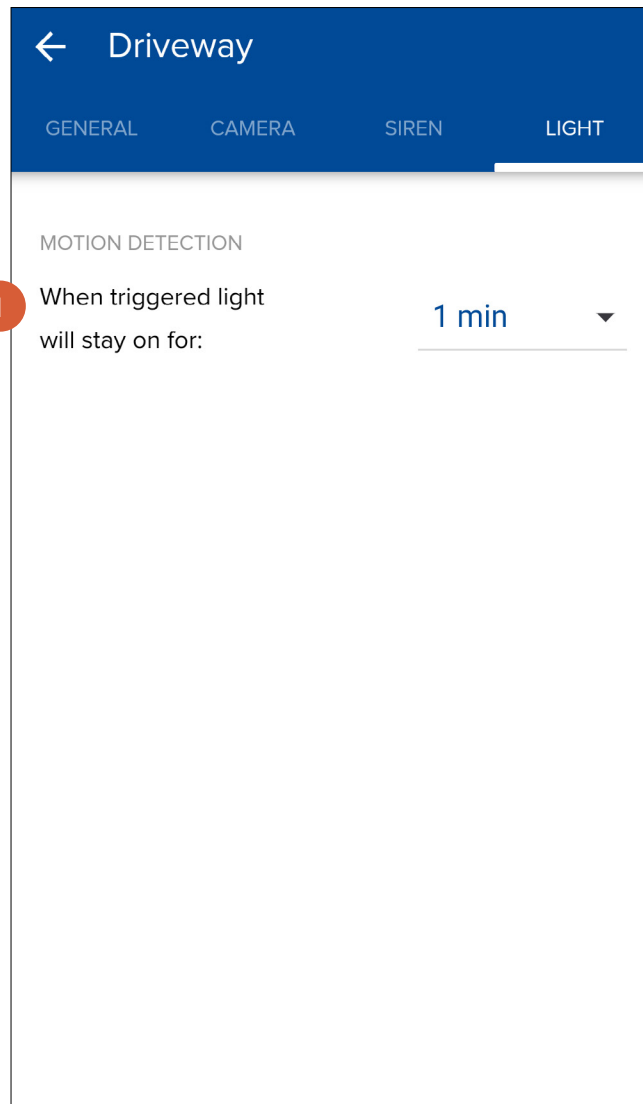 Driveway
GENERAL CAMERA SIREN LIGHT
MOTION DETECTION
When triggered light
will stay on for:
1 min